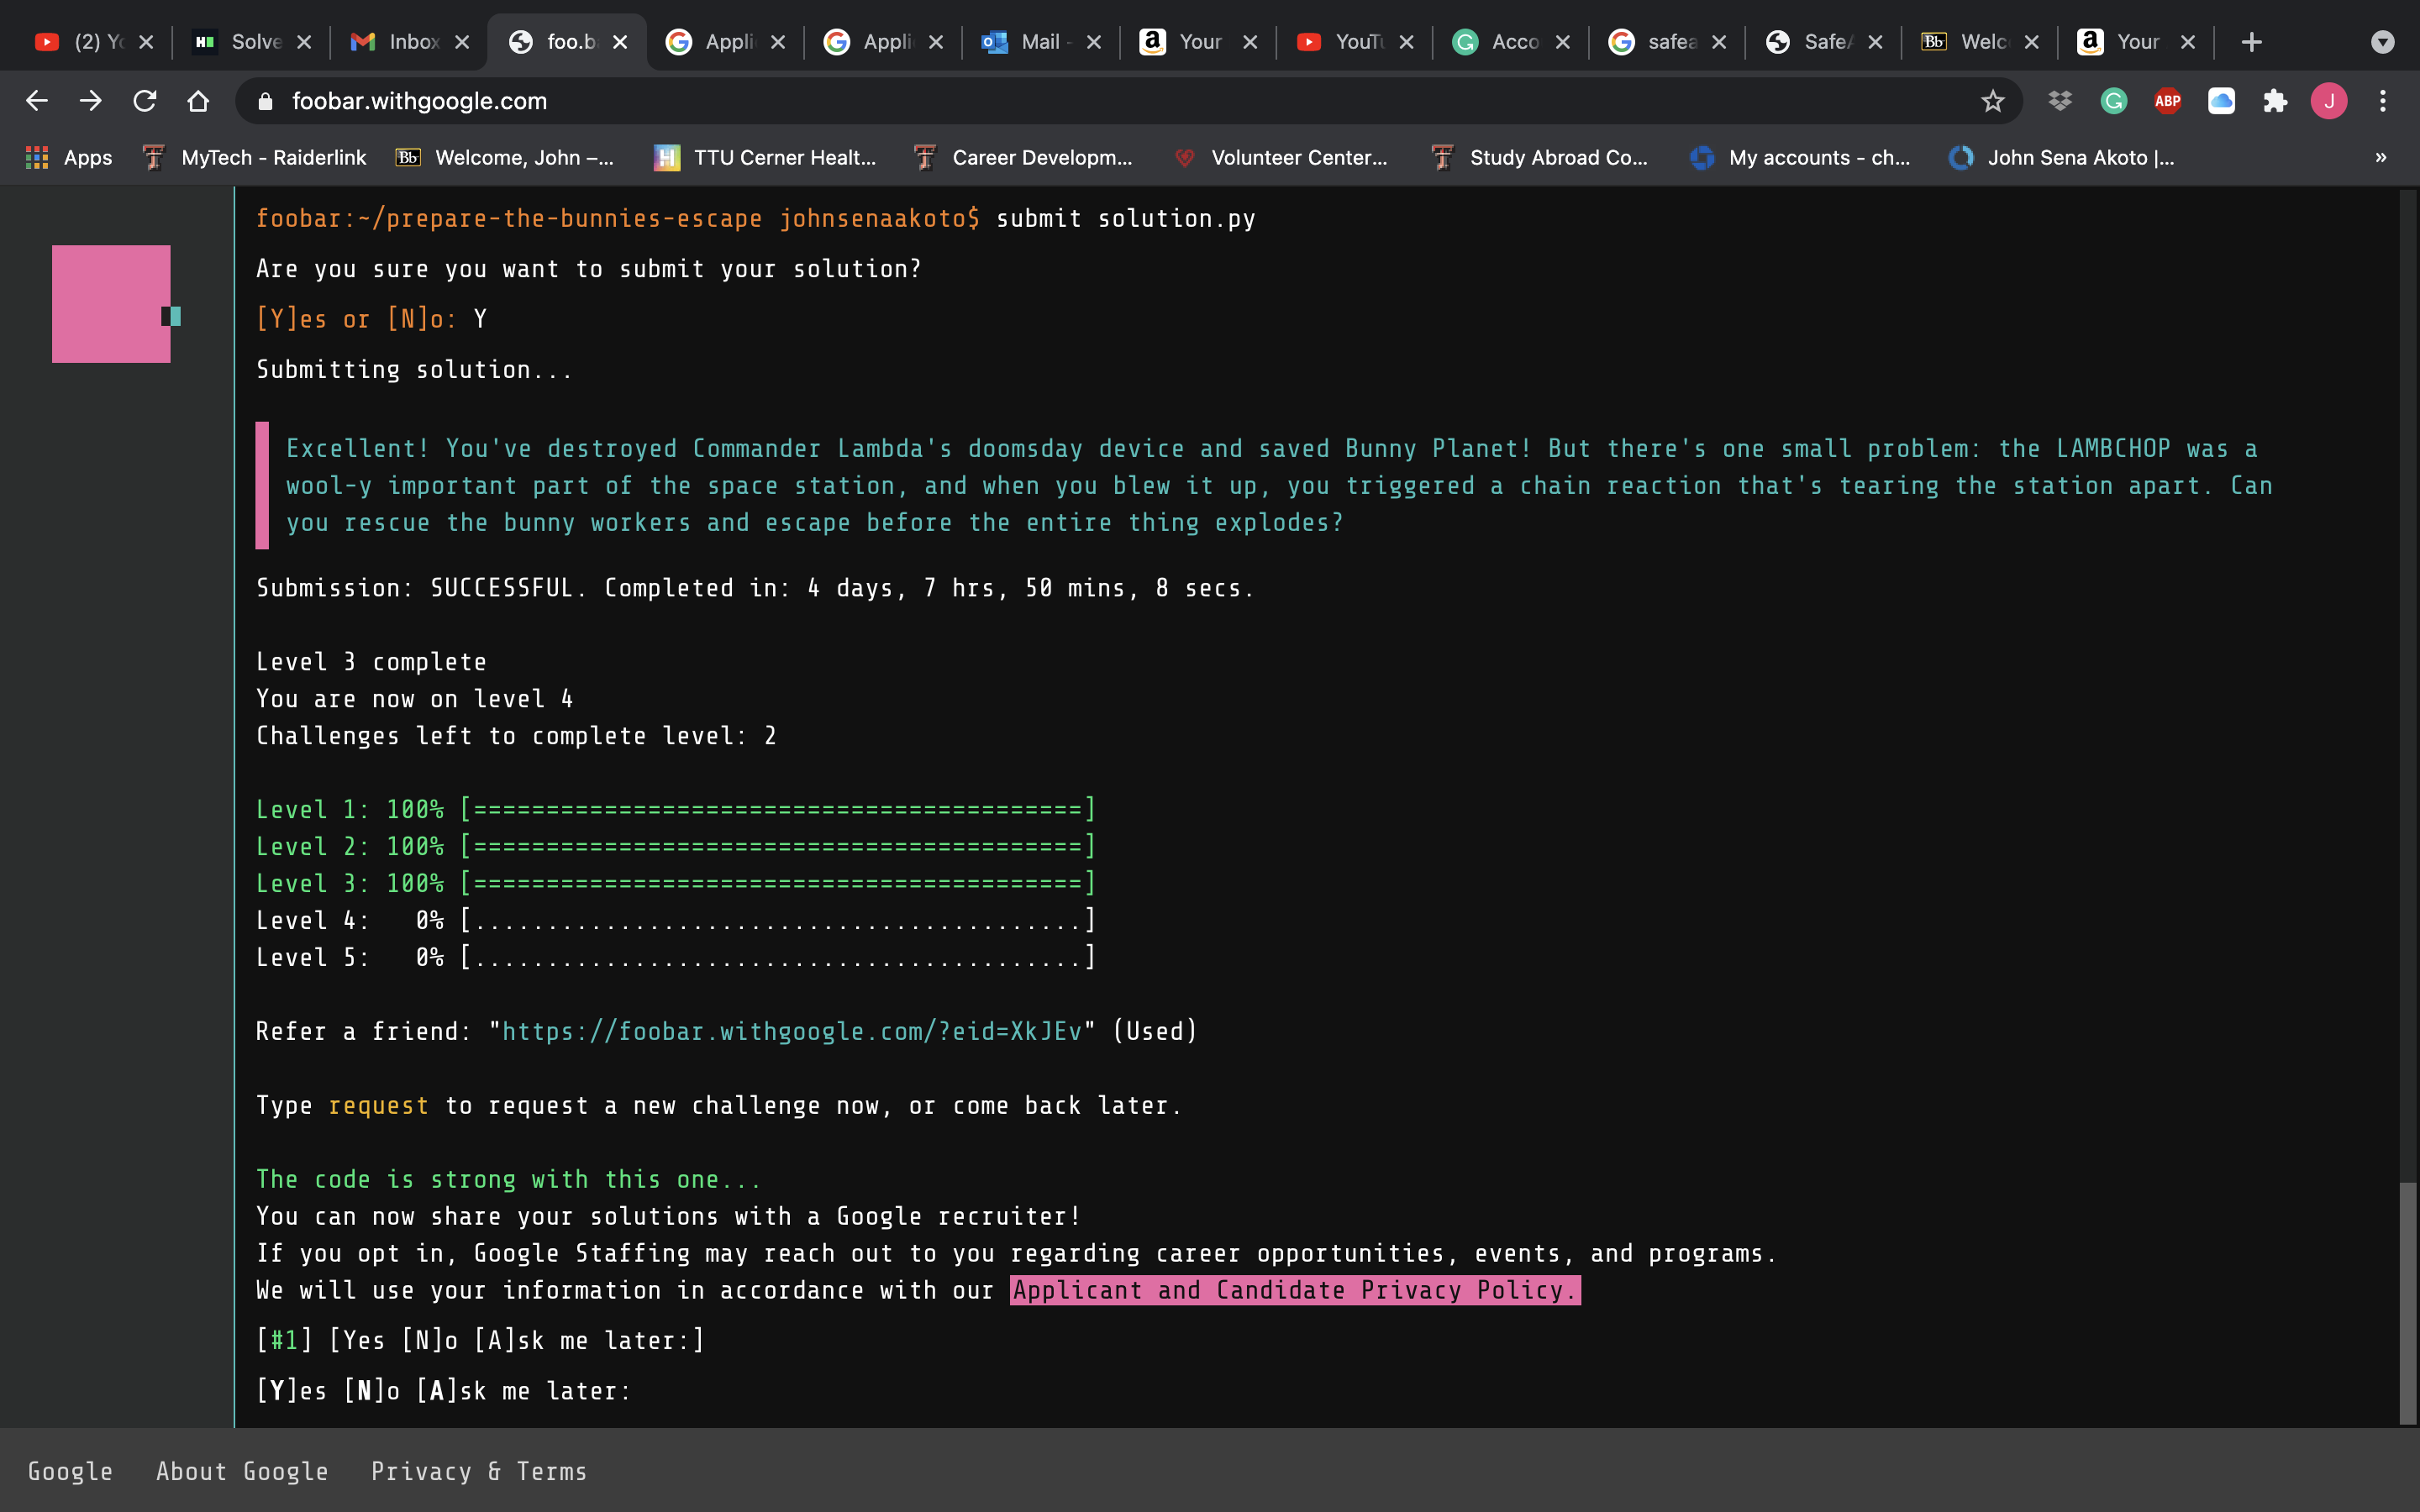 (2) Yo
Solve
Inbox
foo.b
Appli
Appli
Mail -
Your
YouTu
Acco
safea
SafeA
Welc
Your
foobar.withgoogle.com
ABP
J
Apps
MyTech - Raiderlink
Bb
Welcome, John –...
TTU Cerner Healt...
Career Developm...
Volunteer Center...
Study Abroad Co...
My accounts - ch...
John Sena Akoto |...
»
foobar:~/prepare-the-bunnies-escape johnsenaakoto$ submit solution.py
Are you sure you want to submit your solution?
[Y]es or [N]o: Y
Submitting solution...
Excellent! You've destroyed Commander Lambda's doomsday device and saved Bunny Planet! But there's one small problem: the LAMBCHOP was a
wool-y important part of the space station, and when you blew it up, you triggered a chain reaction that's tearing the station apart. Can
you rescue the bunny workers and escape before the entire thing explodes?
Submission: SUCCESSFUL. Completed in: 4 days, 7 hrs, 50 mins, 8 secs.
Level 3 complete
You are now on level 4
Challenges left to complete level: 2
Level 1: 100% [==========================================]
Level 2: 100% [==========================================]
Level 3: 100% [==========================================]
Level 4:   0% [..........................................]
Level 5:   0% [..........................................]
Refer a friend: "https://foobar.withgoogle.com/?eid=XkJEv" (Used)
Type request to request a new challenge now, or come back later.
The code is strong with this one...
You can now share your solutions with a Google recruiter!
If you opt in, Google Staffing may reach out to you regarding career opportunities, events, and programs.
We will use your information in accordance with our Applicant and Candidate Privacy Policy.
[#1] [Yes [N]o [A]sk me later:]
[Y]es [N]o [A]sk me later:
Google
About Google
Privacy & Terms